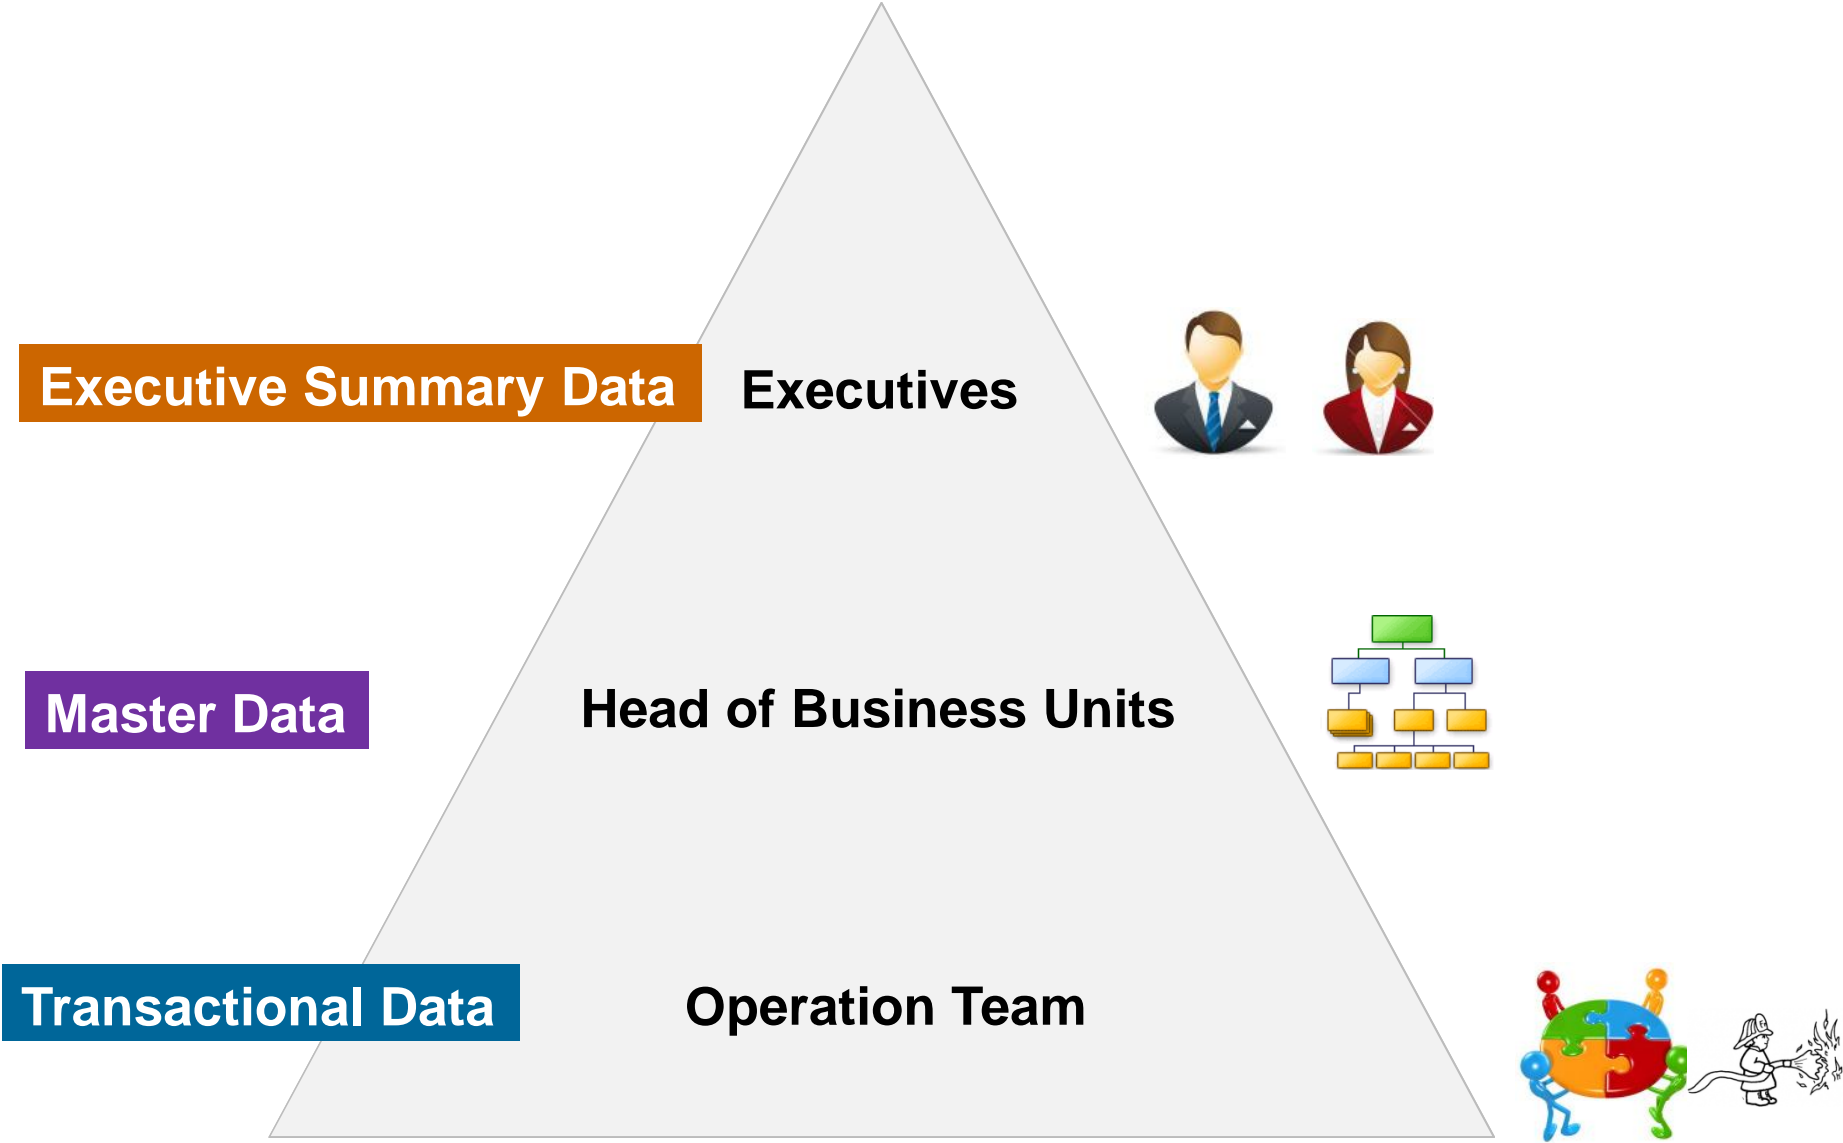 Executive Summary Data
Executives
Master Data
Head of Business Units
Transactional Data
Operation Team